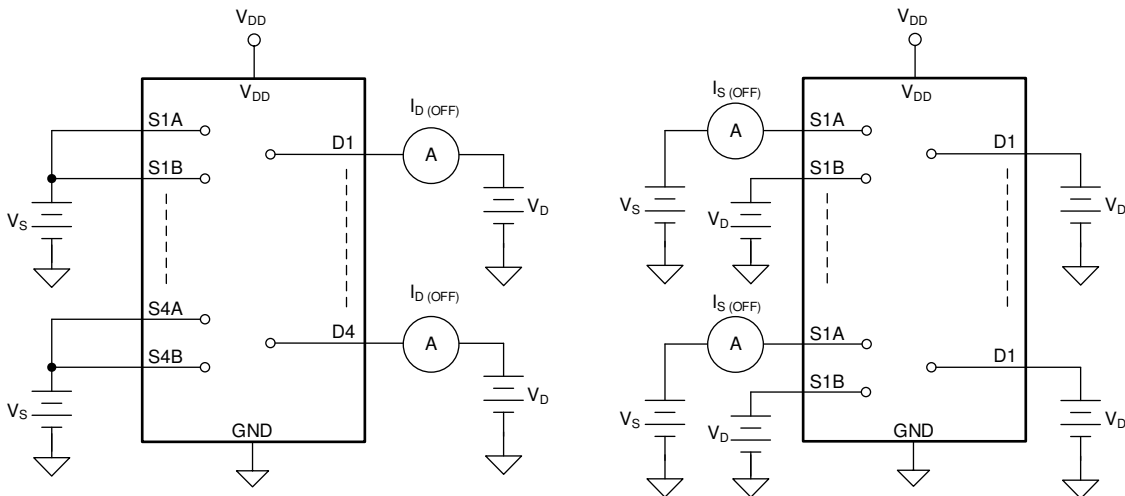 VDD
VDD
S1A
ID (OFF)
D1
A
S1B
VS
VD
S4A
ID (OFF)
D4
A
S4B
VS
VD
GND
VDD
VDD
IS (OFF)
A
S1A
D1
S1B
VS
VD
VD
IS (OFF)
A
S1A
D1
S1B
VS
VD
VD
GND